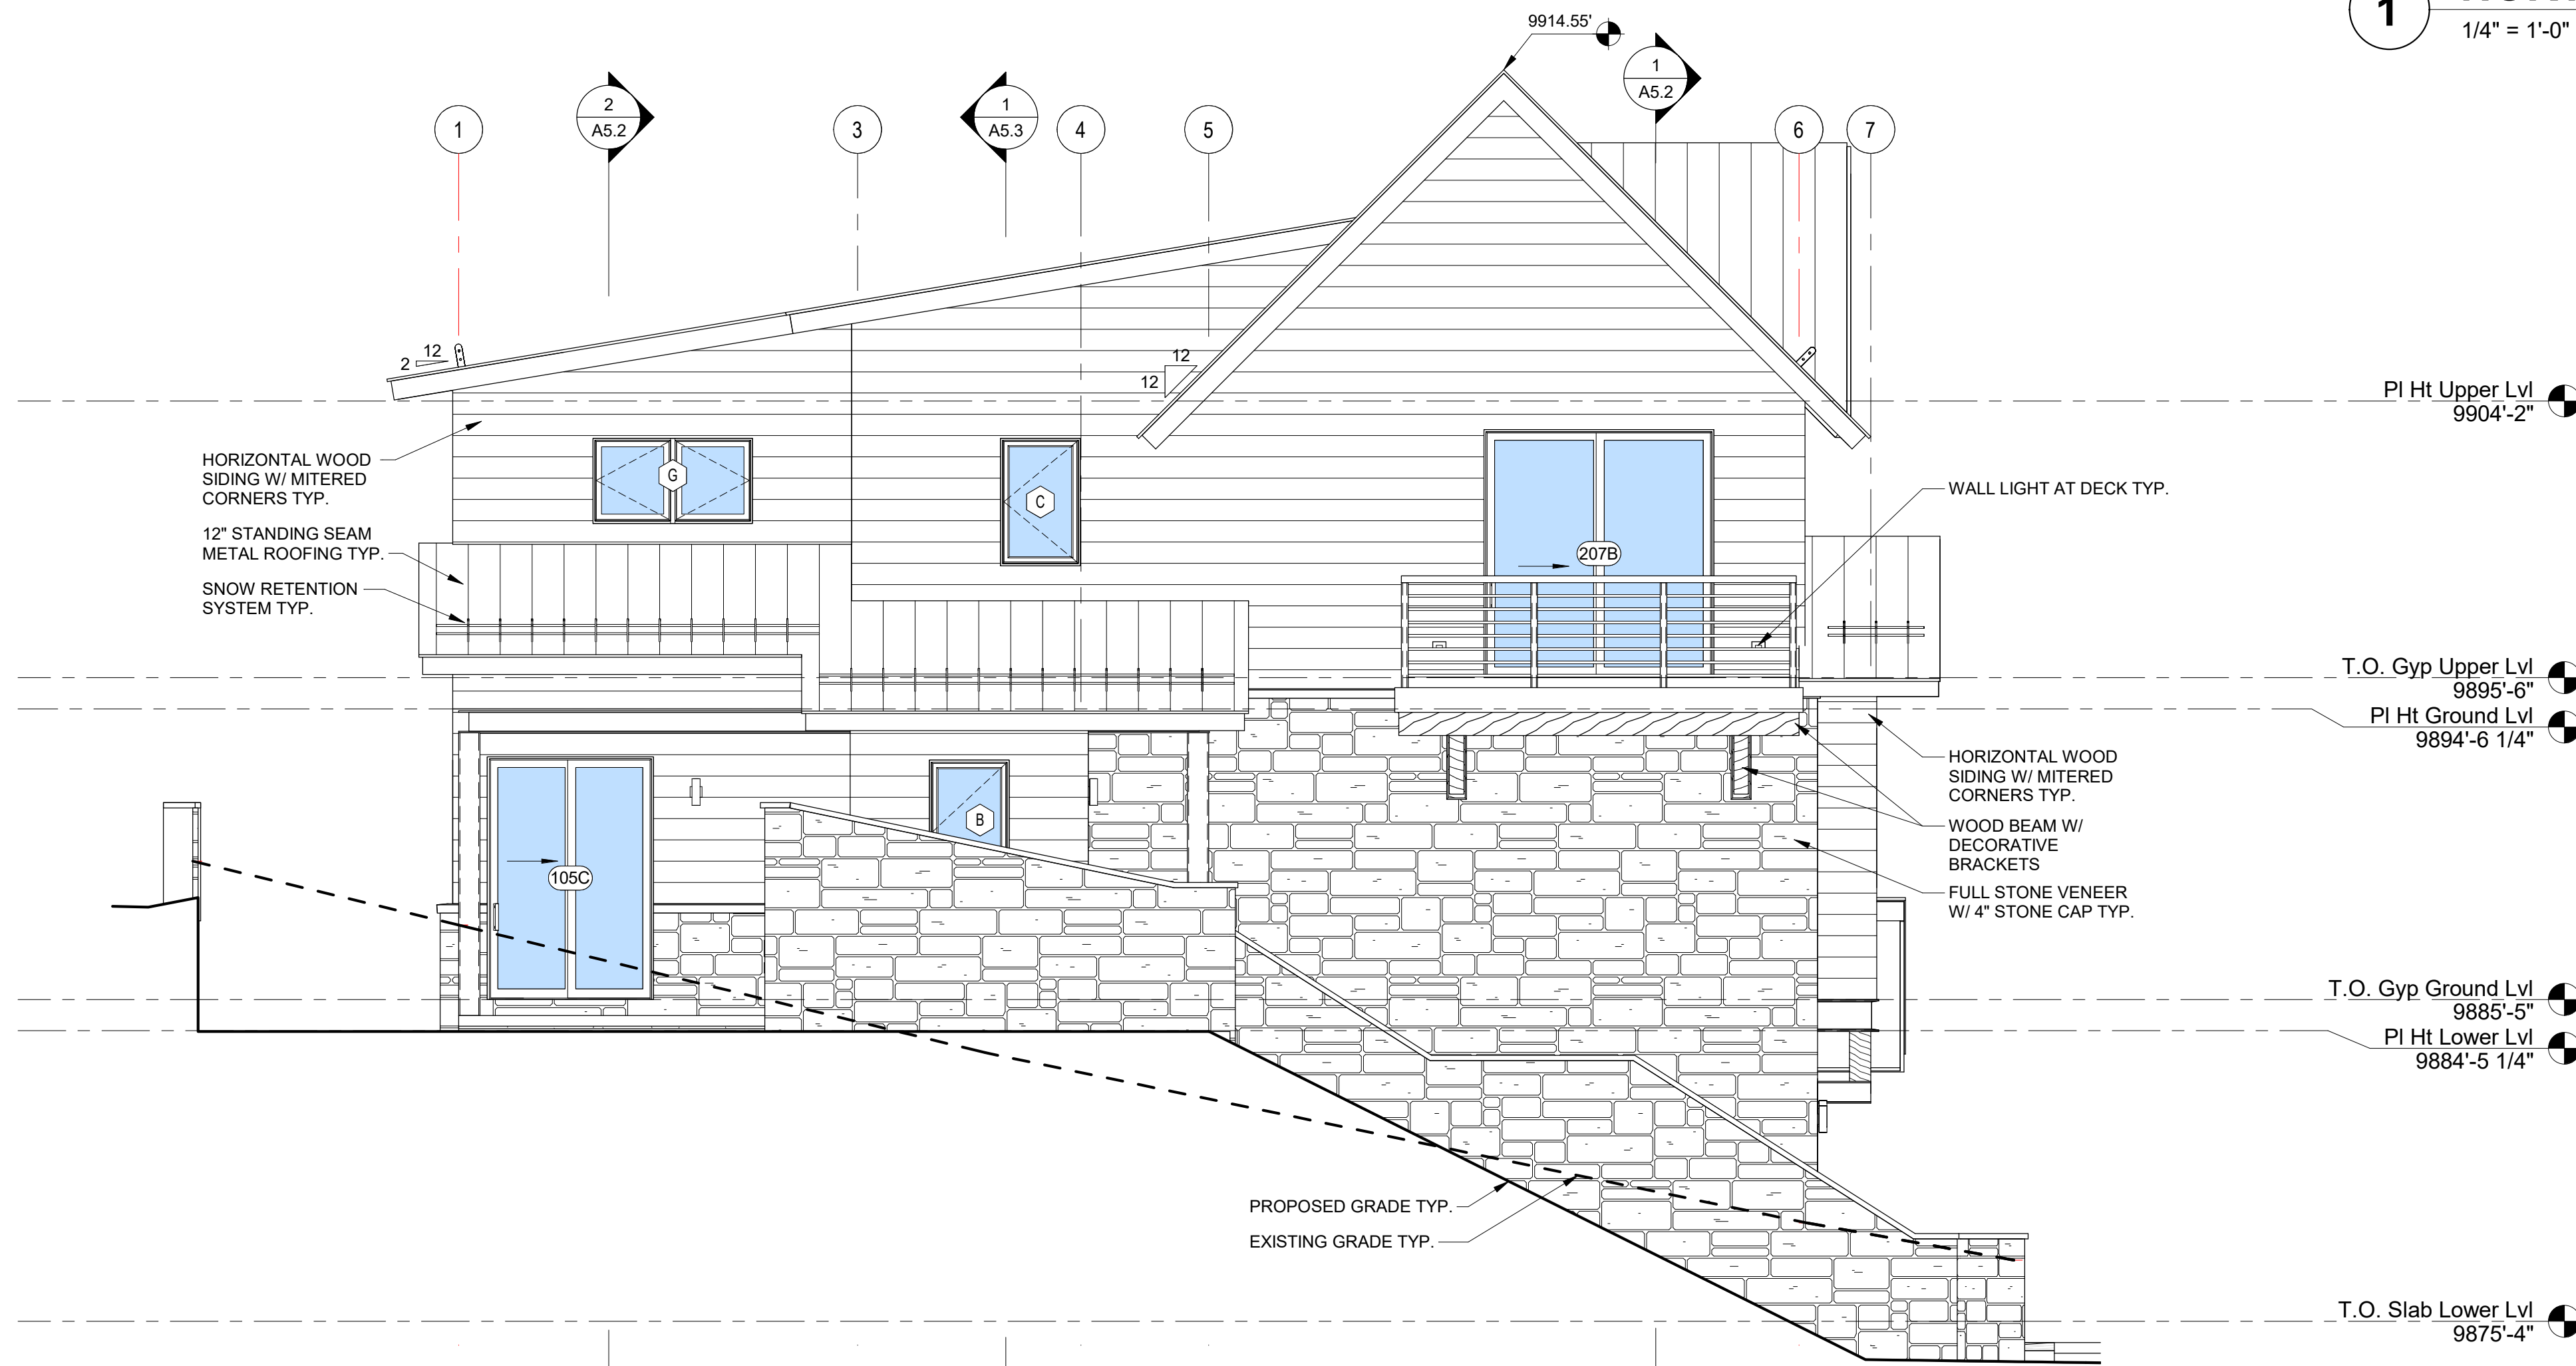 9914.55'
1
1/4" = 1'-0"
1
2
A5.2
3
1
A5.3
4
5
1
A5.2
6
7
12
2
12
12
Pl Ht Upper Lvl
9904'-2"
HORIZONTAL WOOD
SIDING W/ MITERED
CORNERS TYP.
G
C
WALL LIGHT AT DECK TYP.
12" STANDING SEAM
METAL ROOFING TYP.
207B
SNOW RETENTION
SYSTEM TYP.
T.O. Gyp Upper Lvl
9895'-6"
Pl Ht Ground Lvl
9894'-6 1/4"
HORIZONTAL WOOD
SIDING W/ MITERED
CORNERS TYP.
B
WOOD BEAM W/
DECORATIVE
BRACKETS
105C
FULL STONE VENEER
W/ 4" STONE CAP TYP.
T.O. Gyp Ground Lvl
9885'-5"
Pl Ht Lower Lvl
9884'-5 1/4"
PROPOSED GRADE TYP.
EXISTING GRADE TYP.
T.O. Slab Lower Lvl
9875'-4"